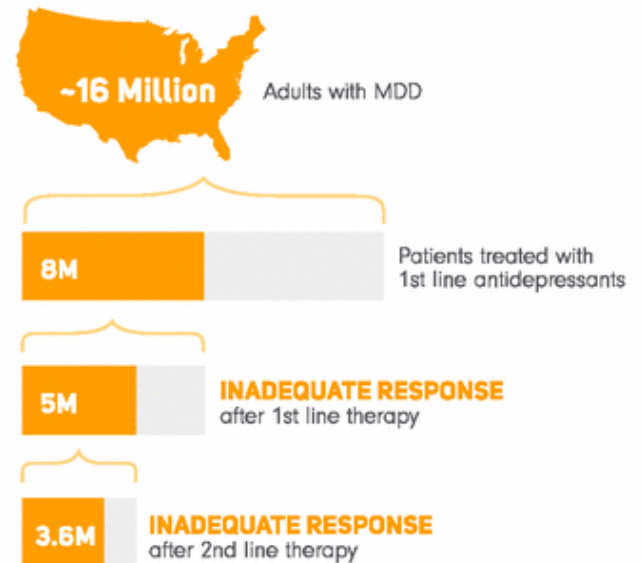 ~16 Million
Adults with MDD
8M
Patients treated with
1st line antidepressants
5M
INADEQUATE RESPONSE
after 1st line therapy
3.6M
INADEQUATE RESPONSE
after 2nd line therapy